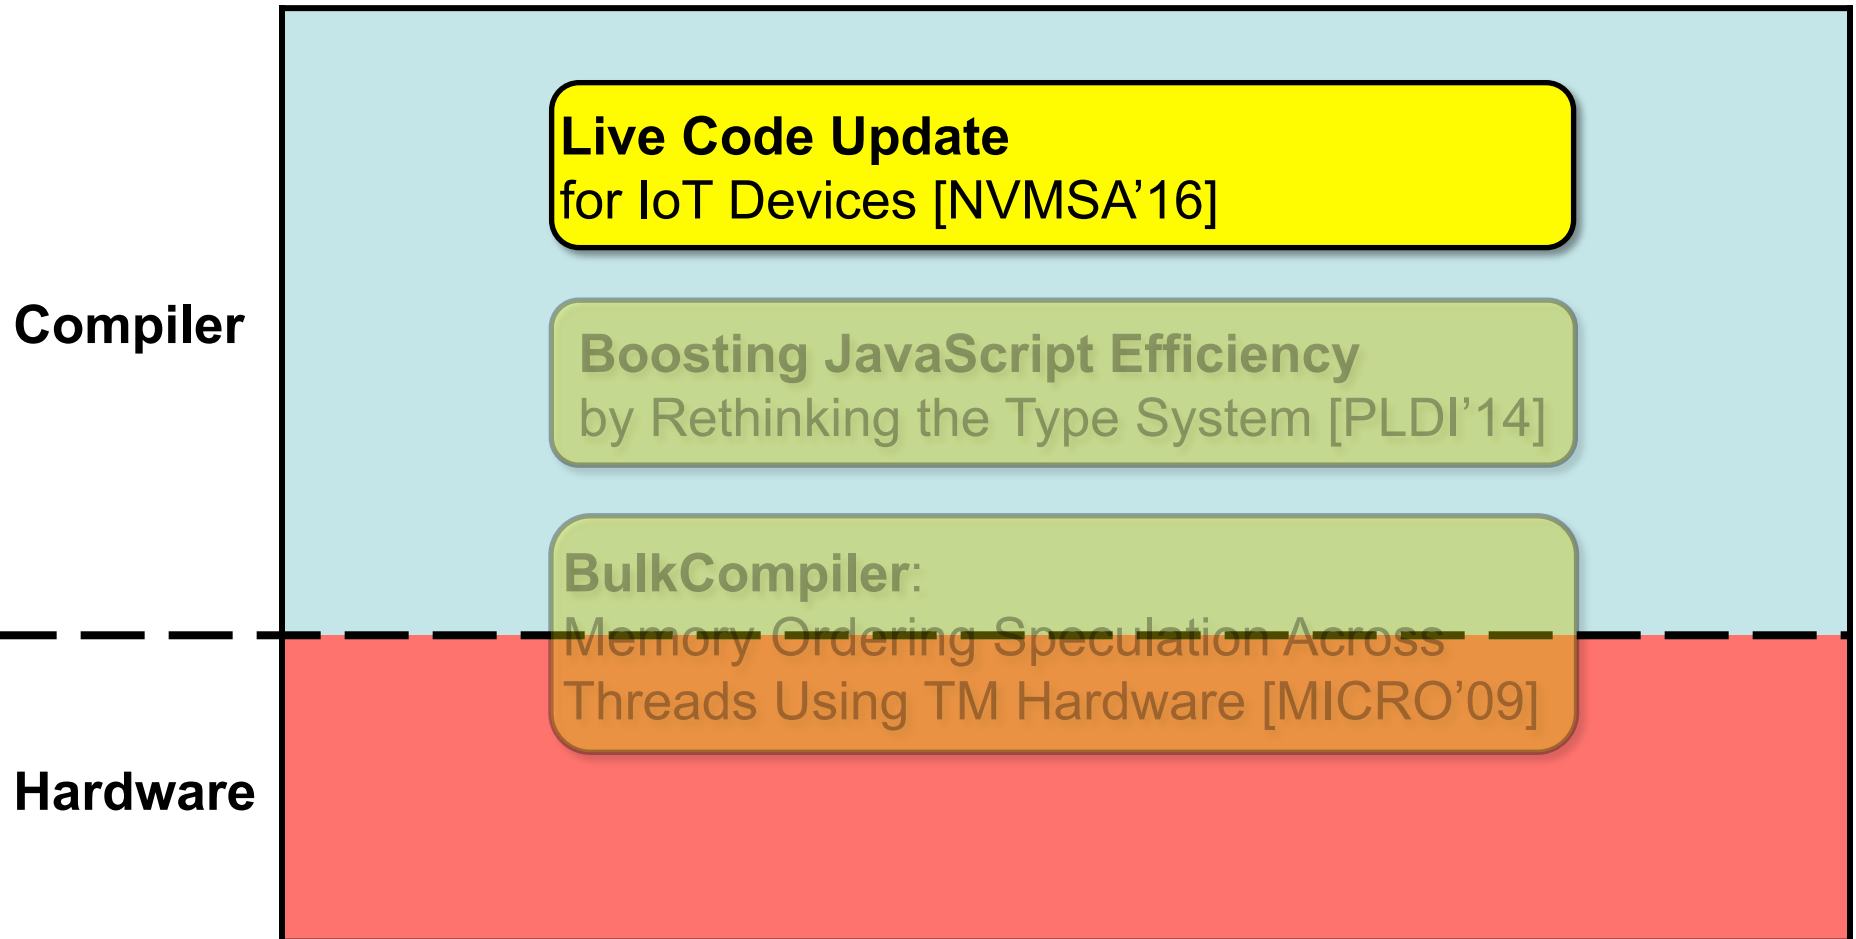 Live Code Update
for IoT Devices [NVMSA’16]
Compiler
Boosting JavaScript Efficiency
by Rethinking the Type System [PLDI’14]
BulkCompiler:
Memory Ordering Speculation Across
Threads Using TM Hardware [MICRO’09]
Hardware